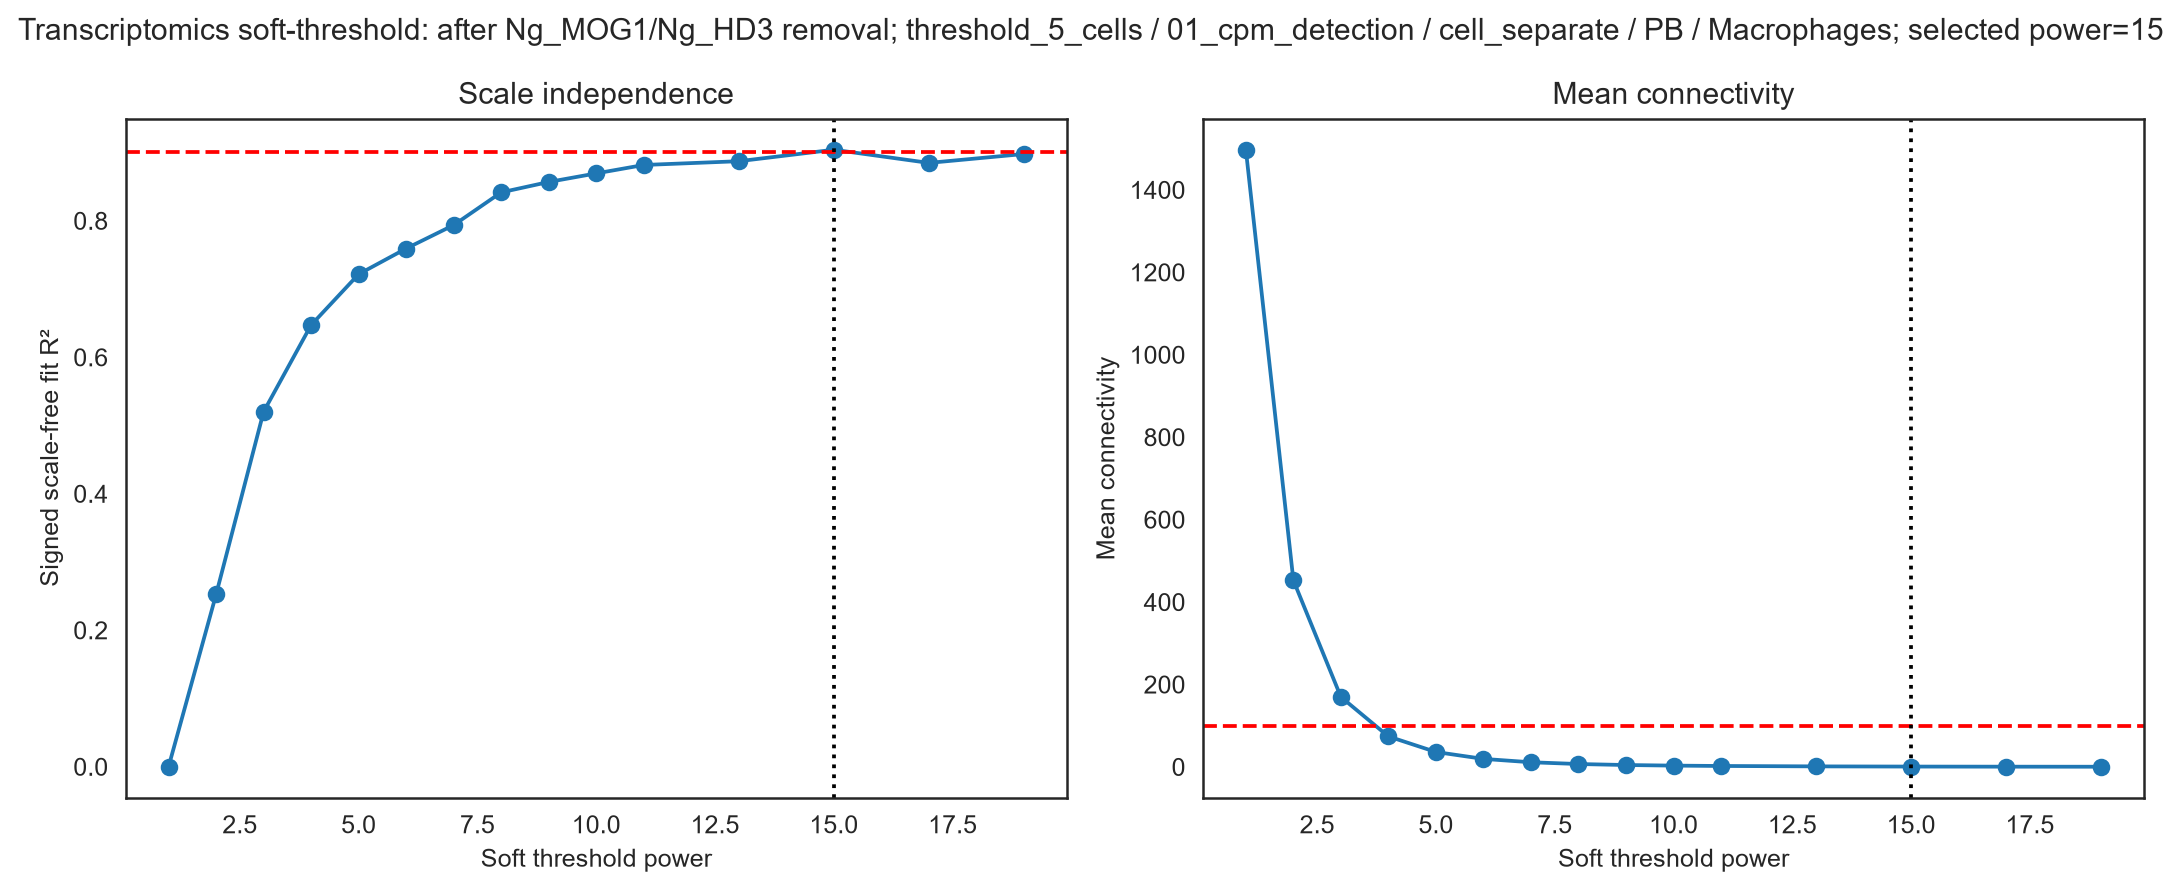 Transcriptomics soft-threshold: after Ng_MOG1/Ng_HD3 removal; threshold_5_cells / 01_cpm_detection / cell_separate / PB / Macrophages; selected power=15
Scale independence
Signed scale-free fit R²
0.8
0.6
0.4
0.2
0.0
2.5 5.0 7.5 10.0 12.5 15.0 17.5
Soft threshold power
Mean connectivity
Mean connectivity
1400
1200
1000
800
600
400
200
0
2.5 5.0 7.5 10.0 12.5 15.0 17.5
Soft threshold power